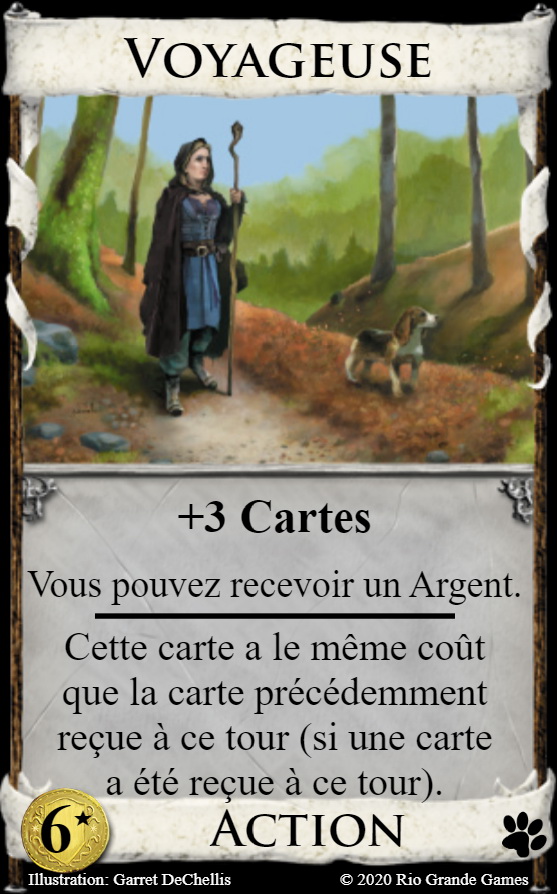 VOYAGEUSE
+3 Cartes
Vous pouvez recevoir un Argent.
Cette carte a le même coût
que la carte précédemment
reçue à ce tour (si une carte
a été reçue à ce tour).
6* ACTION
Illustration: Garret DeChellis © 2020 Rio Grande Games